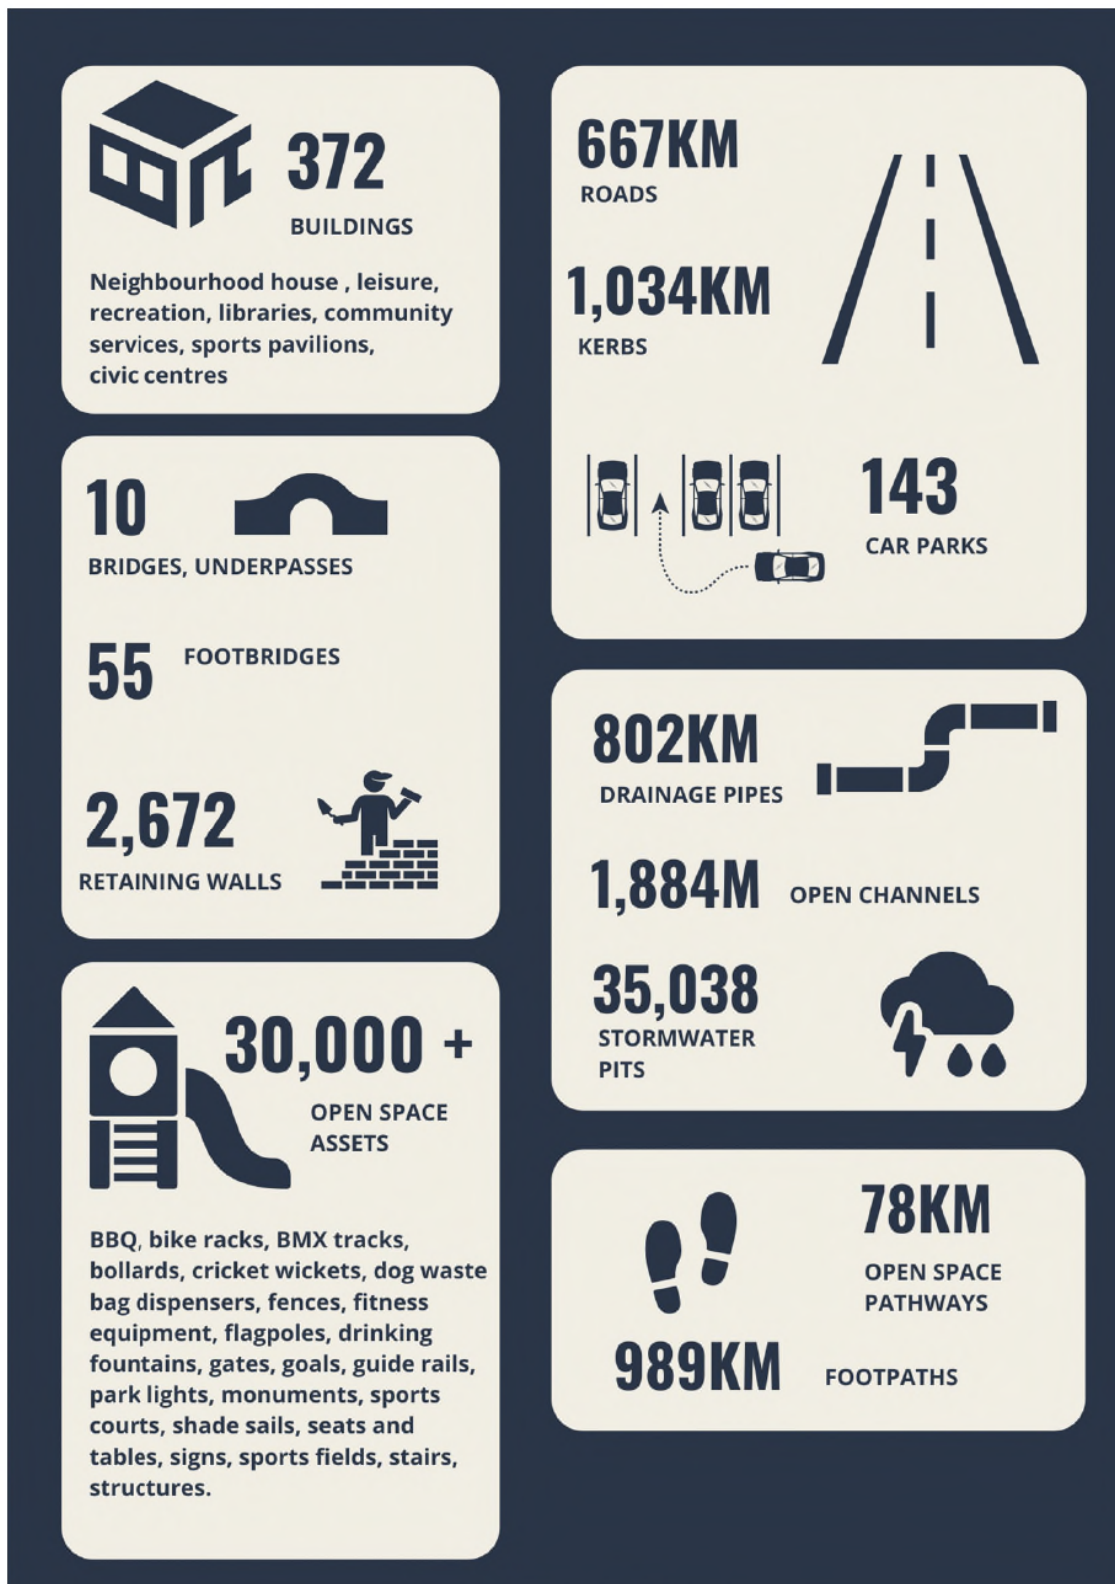 372
BUILDINGS
Neighbourhood house , leisure,
recreation, libraries, community
services, sports pavilions,
civic centres
10
BRIDGES, UNDERPASSES
55 FOOTBRIDGES
2,672
RETAINING WALLS
30,000 +
OPEN SPACE
ASSETS
BBQ, bike racks, BMX tracks,
bollards, cricket wickets, dog waste
bag dispensers, fences, fitness
equipment, flagpoles, drinking
fountains, gates, goals, guide rails,
park lights, monuments, sports
courts, shade sails, seats and
tables, signs, sports fields, stairs,
structures.
667KM
ROADS
1,034KM
KERBS
143
CAR PARKS
802KM
DRAINAGE PIPES
1,884M OPEN CHANNELS
35,038
STORMWATER
PITS
78KM
OPEN SPACE
PATHWAYS
989KM FOOTPATHS